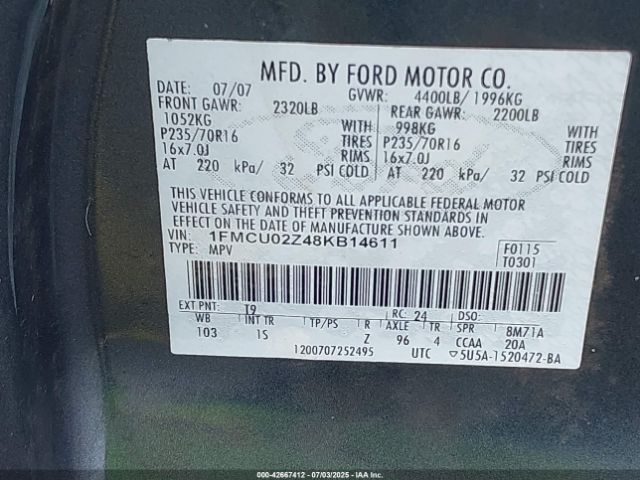 MFD. BY FORD MOTOR CO.
DATE: 07/07 GVWR: 4400LB/ 1996KG
FRONT GAWR: 2320LB REAR GAWR: 2200LB
1052KG WITH 998KG WITH
P235/70R16 TIRES P235/70R16 TIRES
16x7.0J RIMS 16x7.0J RIMS
AT 220 kPa/ 32 PSI COLD AT 220 kPa/ 32 PSI COLD
THIS VEHICLE CONFORMS TO ALL APPLICABLE FEDERAL MOTOR
VEHICLE SAFETY AND THEFT PREVENTION STANDARDS IN
EFFECT ON THE DATE OF MANUFACTURE SHOWN ABOVE.
VIN: 1FMCU02Z48KB14611
TYPE: MPV
F0115
T0301
EXT PNT: T9 RC: 24 DSO:
WB INT TR TP/PS R AXLE TR SPR 8M71A
103 1S Z 96 4 CCAA 20A
1200707252495 UTC ▽5U5A-1520472-BA
000-42667412 - 07/03/2025 - IAAI.COM